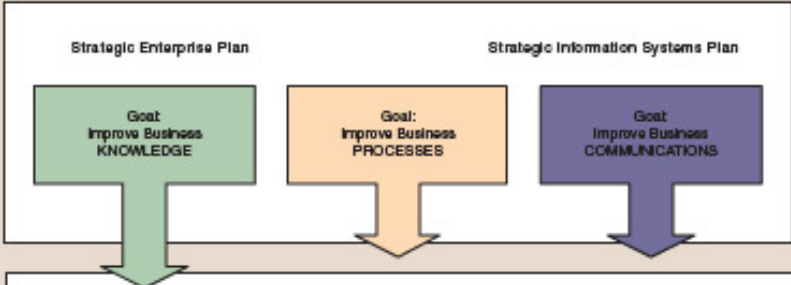 Strategic Enterprise Plan
Strategic Information Systems Plan
Goal:
Improve Business
KNOWLEDGE
Goal:
Improve Business
PROCESSES
Goal:
Improve Business
COMMUNICATIONS